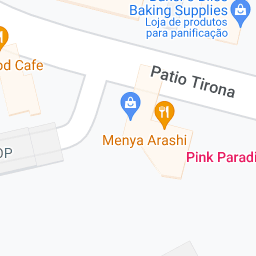 Baking Supplies
Loja de produtos
para panificação
od Cafe
Patio Tirona
Menya Arashi
Pink Paradi
OP